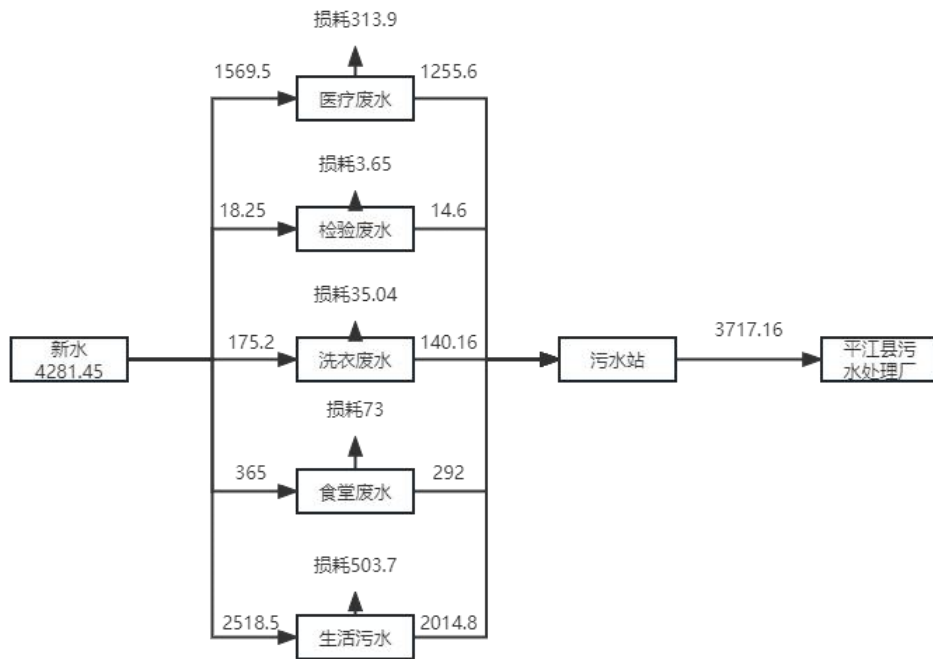 损耗313.9
1569.5
1255.6
医疗废水
损耗3.65
18.25
14.6
检验废水
损耗35.04
新水
4281.45
175.2
洗衣废水
140.16
污水站
3717.16
平江县污
水处理厂
损耗73
365
292
食堂废水
损耗503.7
2518.5
2014.8
生活污水